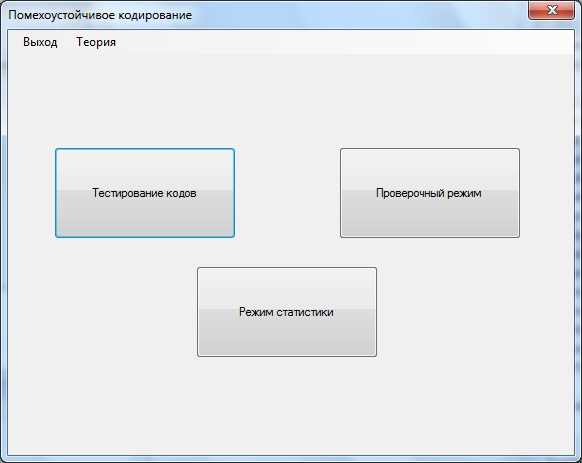 Помехоустойчивое кодирование
Выход Теория
Тестирование кодов
Проверочный режим
Режим статистики